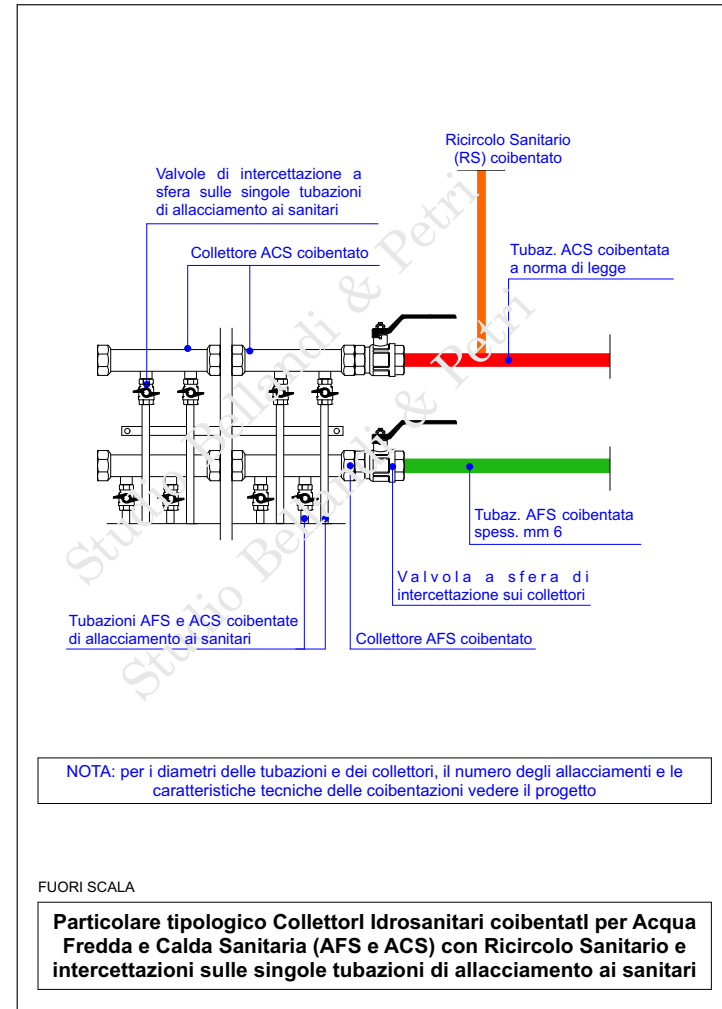 Ricircolo Sanitario
(RS) coibentato
Valvole di intercettazione a
sfera sulle singole tubazioni
di allacciamento ai sanitari
Collettore ACS coibentato
Tubaz. ACS coibentata
a norma di legge
Studio Bellandi & Petri
Studio Bellandi & Petri
Tubaz. AFS coibentata
spess. mm 6
Valvola a sfera di
intercettazione sui collettori
Tubazioni AFS e ACS coibentate
di allacciamento ai sanitari
Collettore AFS coibentato
NOTA: per i diametri delle tubazioni e dei collettori, il numero degli allacciamenti e le
caratteristiche tecniche delle coibentazioni vedere il progetto
FUORI SCALA
Particolare tipologico CollettorI Idrosanitari coibentatI per Acqua
Fredda e Calda Sanitaria (AFS e ACS) con Ricircolo Sanitario e
intercettazioni sulle singole tubazioni di allacciamento ai sanitari